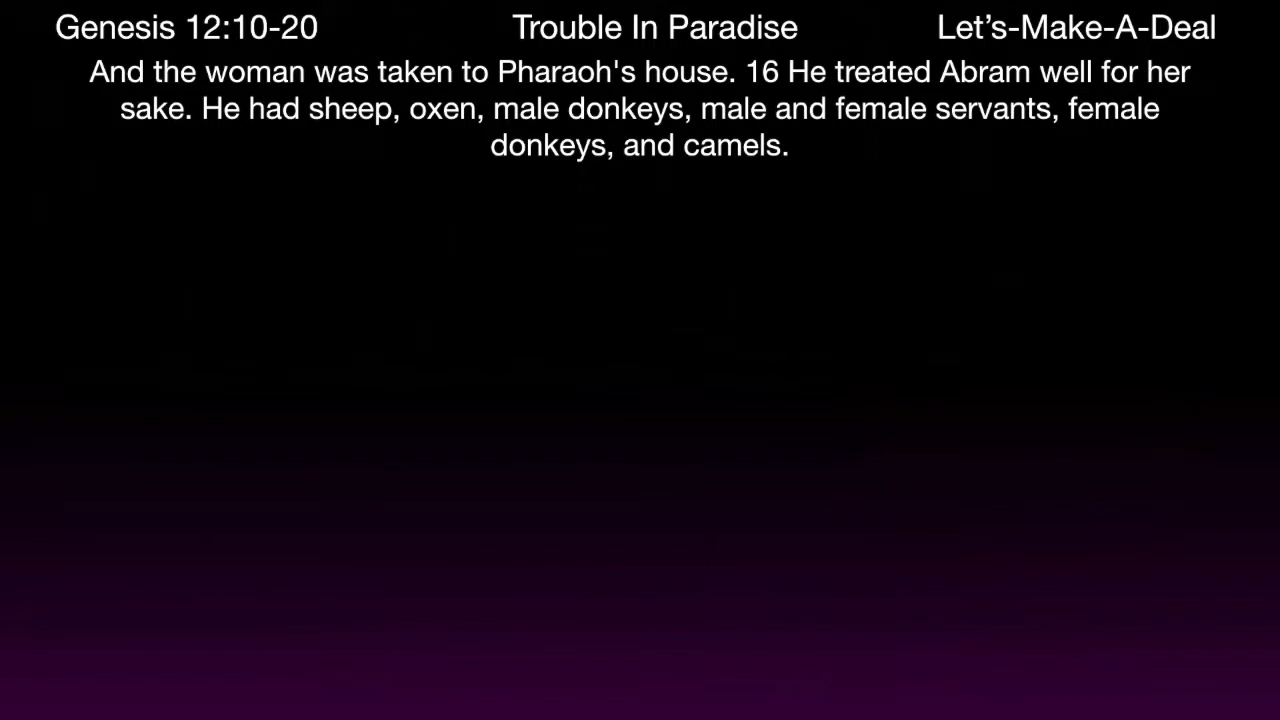 Genesis 12:10-20 Trouble In Paradise Let’s-Make-A-Deal
And the woman was taken to Pharaoh's house. 16 He treated Abram well for her
sake. He had sheep, oxen, male donkeys, male and female servants, female
donkeys, and camels.